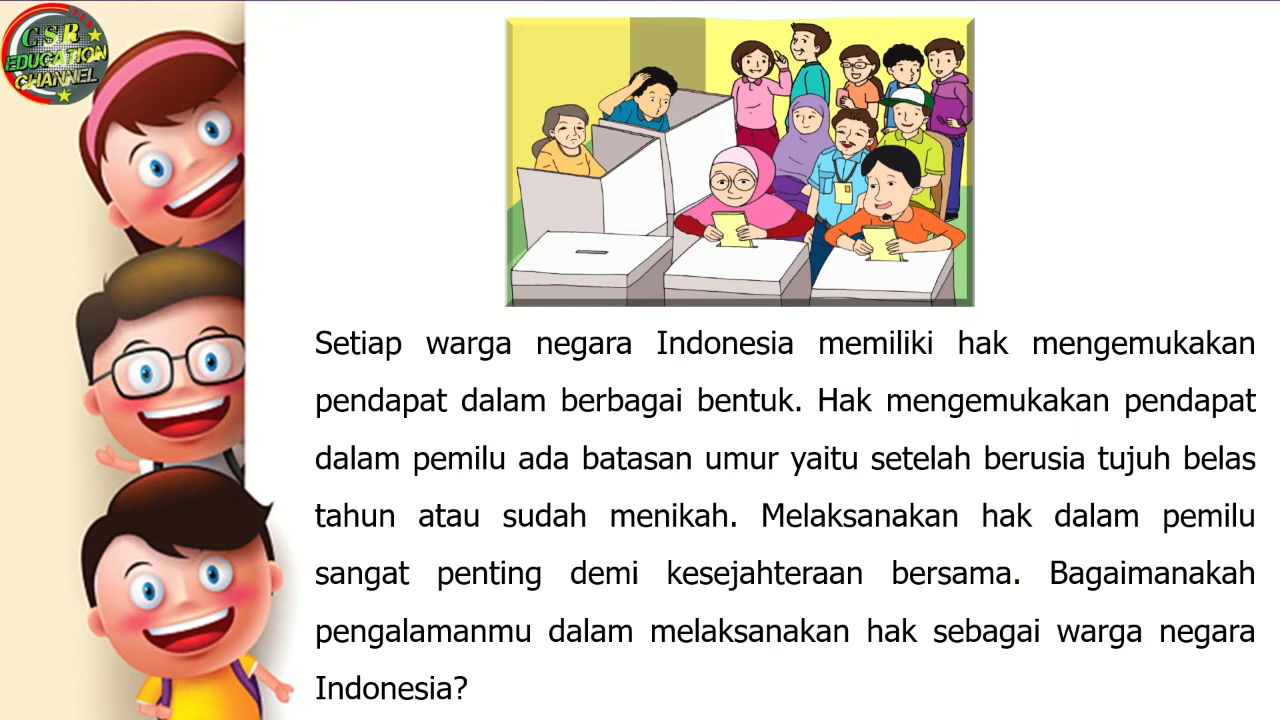 CSR
EDUCATION
CHANNEL
Setiap warga negara Indonesia memiliki hak mengemukakan
pendapat dalam berbagai bentuk. Hak mengemukakan pendapat
dalam pemilu ada batasan umur yaitu setelah berusia tujuh belas
tahun atau sudah menikah. Melaksanakan hak dalam pemilu
sangat penting demi kesejahteraan bersama. Bagaimanakah
pengalamanmu dalam melaksanakan hak sebagai warga negara
Indonesia?